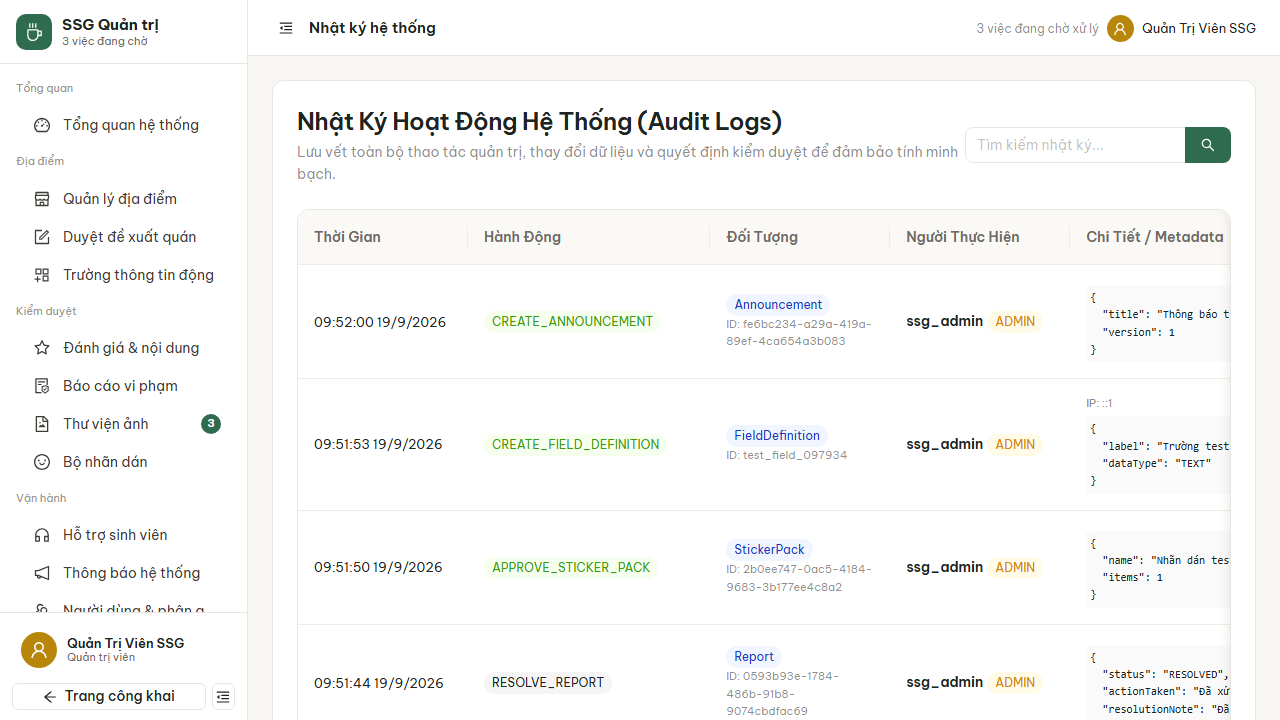 SSG Quản trị
3 việc đang chờ
Tổng quan
Tổng quan hệ thống
Địa điểm
Quản lý địa điểm
Duyệt đề xuất quán
Trường thông tin động
Kiểm duyệt
Đánh giá & nội dung
Báo cáo vi phạm
Thư viện ảnh
3
Bộ nhãn dán
Vận hành
Hỗ trợ sinh viên
Thông báo hệ thống
Người dùng & phân q
Quản Trị Viên SSG
Quản trị viên
Trang công khai
Nhật ký hệ thống
3 việc đang chờ xử lý
Quản Trị Viên SSG
Nhật Ký Hoạt Động Hệ Thống (Audit Logs)
Lưu vết toàn bộ thao tác quản trị, thay đổi dữ liệu và quyết định kiểm duyệt để đảm bảo tính minh
bạch.
Tìm kiếm nhật ký...
Thời Gian Hành Động Đối Tượng Người Thực Hiện Chi Tiết / Metadata
09:52:00 19/9/2026
CREATE_ANNOUNCEMENT
Announcement
ID: fe6bc234-a29a-419a-
89ef-4ca654a3b083
ssg_admin ADMIN
{
"title": "Thông báo t
"version": 1
}
09:51:53 19/9/2026
CREATE_FIELD_DEFINITION
FieldDefinition
ID: test_field_097934
ssg_admin ADMIN
IP: ::1
{
"label": "Trường test
"dataType": "TEXT"
}
09:51:50 19/9/2026
APPROVE_STICKER_PACK
StickerPack
ID: 2b0ee747-0ac5-4184-
9683-3b177ee4c8a2
ssg_admin ADMIN
{
"name": "Nhãn dán tes
"items": 1
}
09:51:44 19/9/2026
RESOLVE_REPORT
Report
ID: 0593b93e-1784-
486b-91b8-
9074cbdfac69
ssg_admin ADMIN
{
"status": "RESOLVED",
"actionTaken": "Đã xử
"resolutionNote": "Đã